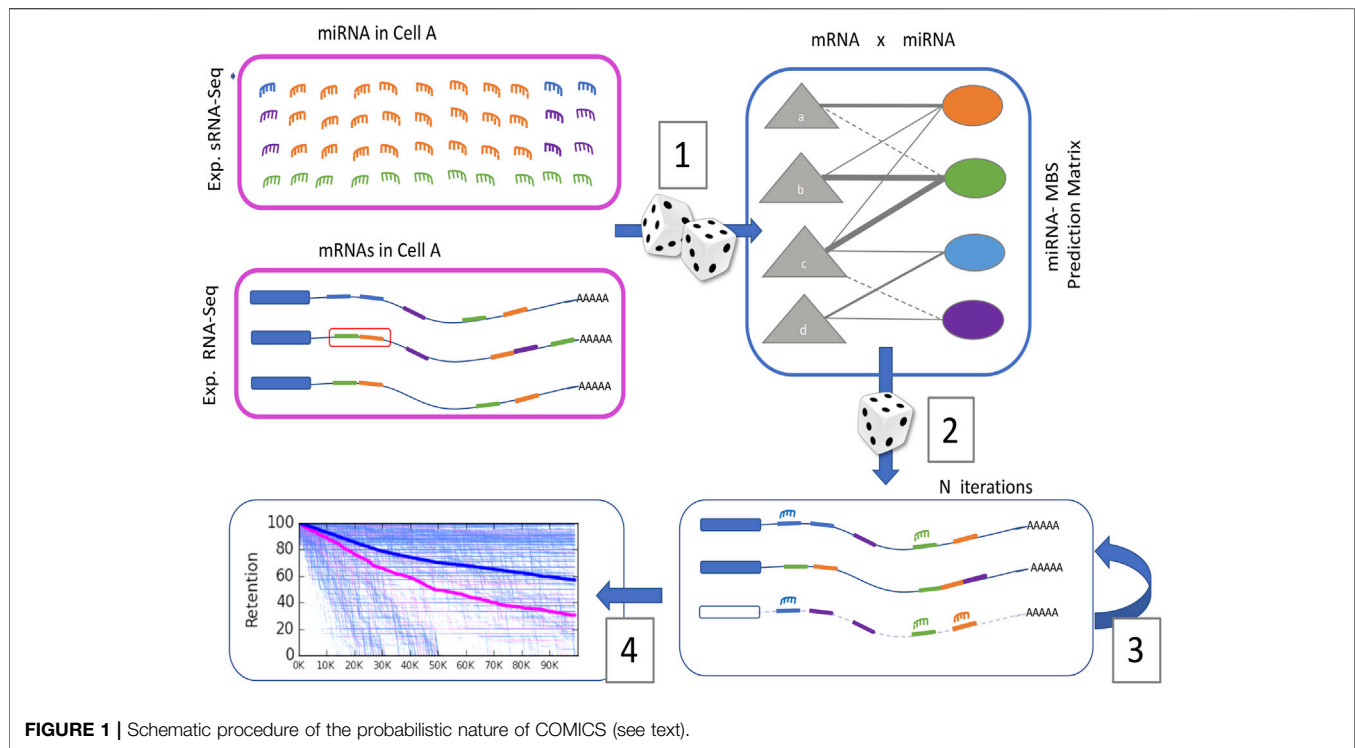 miRNA in Cell A
Exp. sRNA-Seq
mRNAs in Cell A
Exp. RNA-Seq
AAAAA
AAAAA
AAAAA
1
mRNA x miRNA
a
b
c
d
miRNA- MBS
Prediction Matrix
2
N iterations
AAAAA
AAAAA
AAAAA
3
4
Retention
100
80
60
40
20
0
0K 10K 20K 30K 40K 50K 60K 70K 80K 90K
FIGURE 1 | Schematic procedure of the probabilistic nature of COMICS (see text).